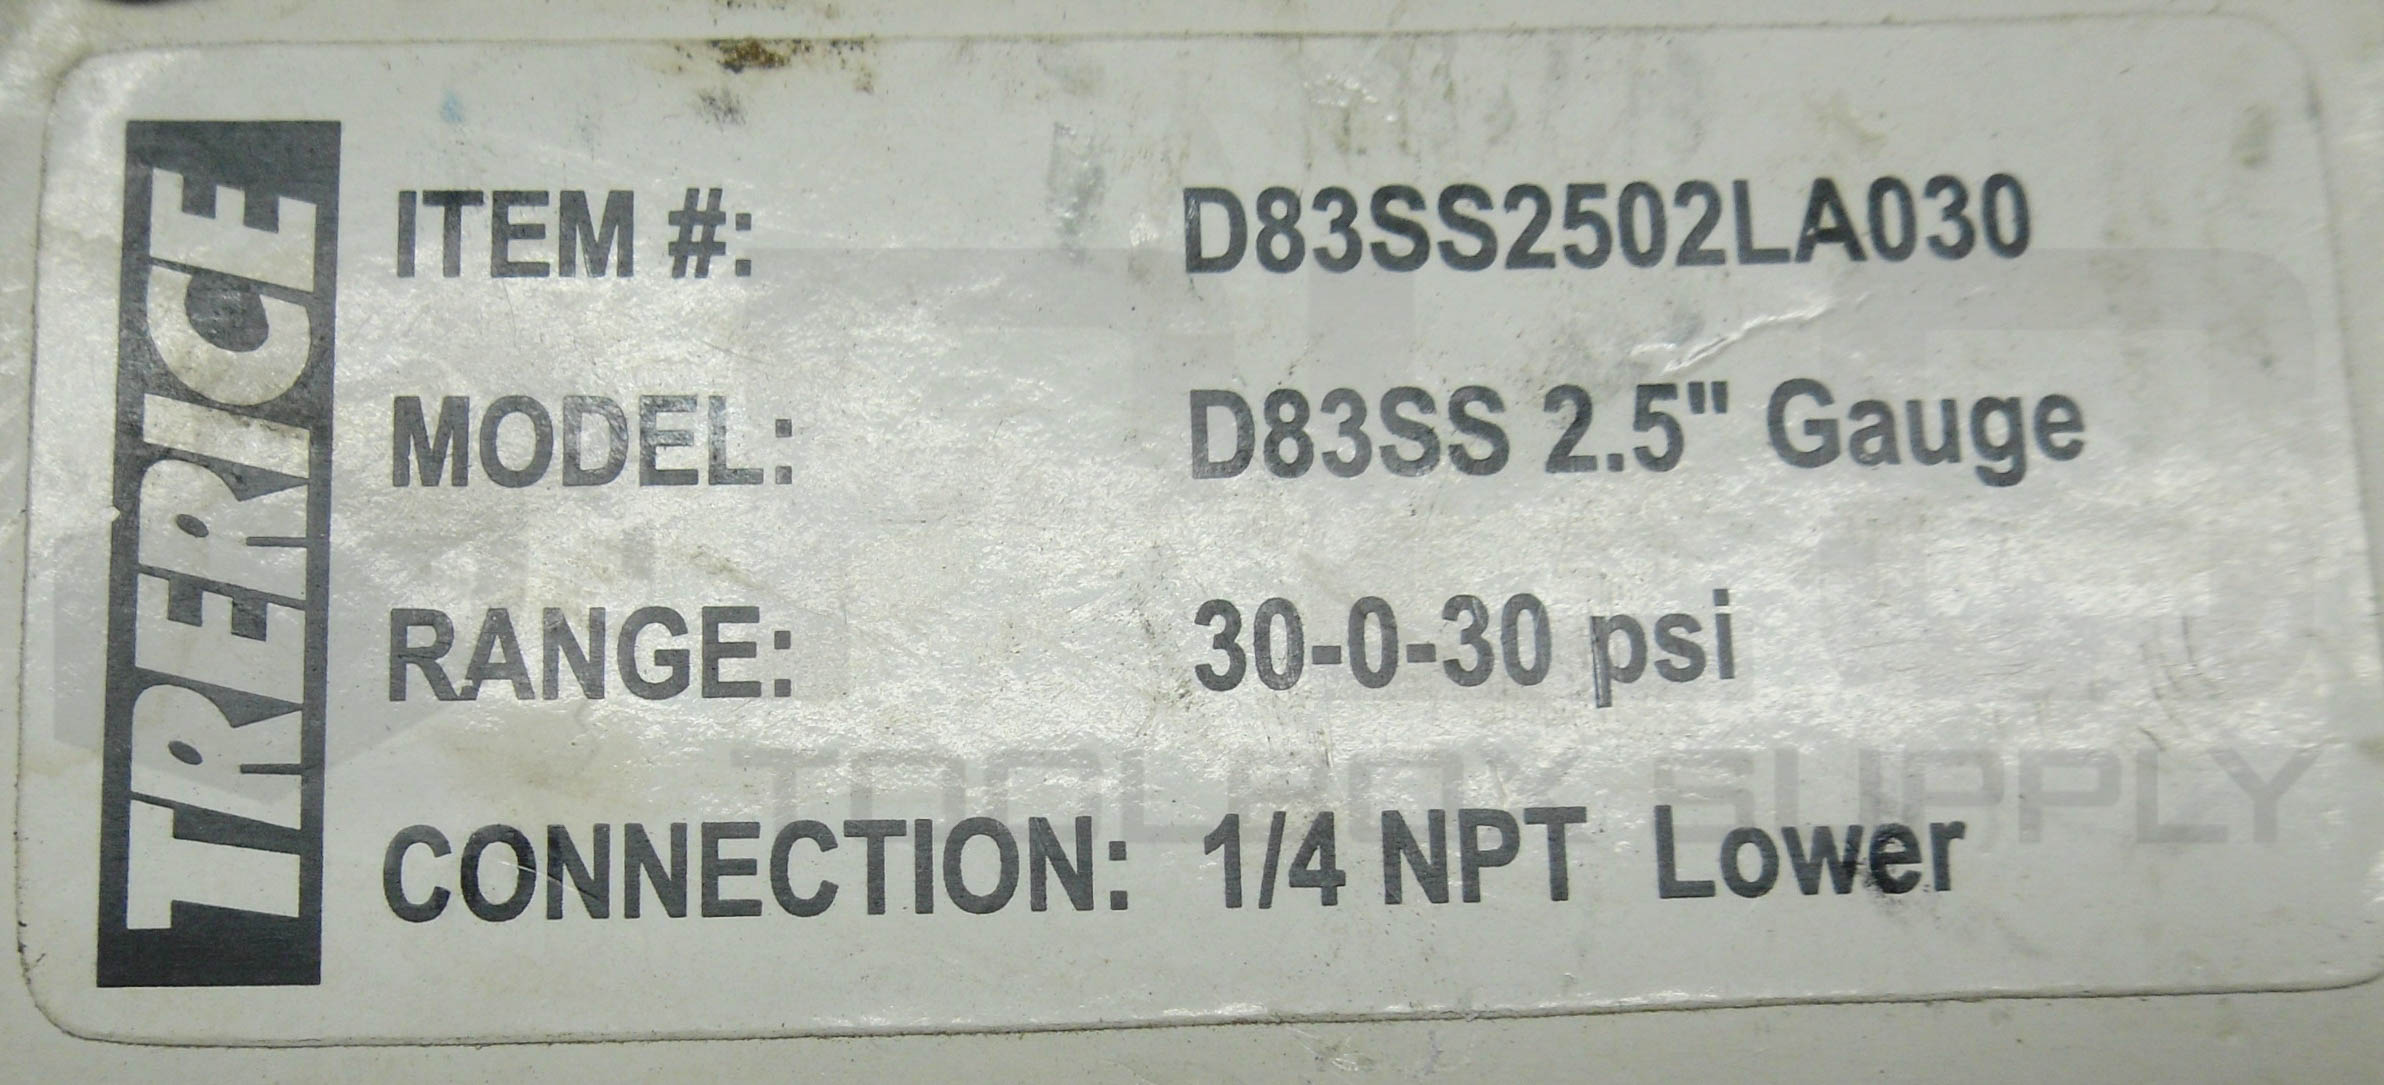 TRERICE
ITEM #: D83SS2502LA030
MODEL: D83SS 2.5" Gauge
RANGE: 30-0-30 psi
CONNECTION: 1/4 NPT Lower
TOOLBOX SUPPLY